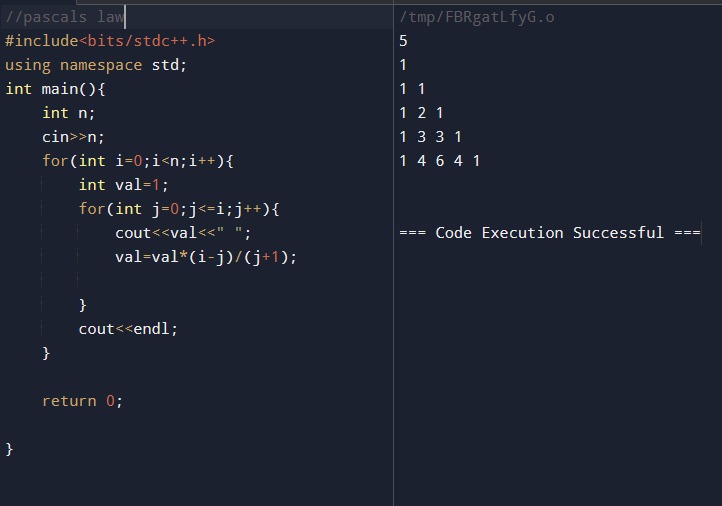 //pascals law
#include<bits/stdc++.h>
using namespace std;
int main(){
    int n;
    cin>>n;
    for(int i=0;i<n;i++){
        int val=1;
        for(int j=0;j<=i;j++){
            cout<<val<<" ";
            val=val*(i-j)/(j+1);
        }
        cout<<endl;
    }
    return 0;
}
/tmp/FBRgatLfyG.o
5
1
1 1
1 2 1
1 3 3 1
1 4 6 4 1
=== Code Execution Successful ===